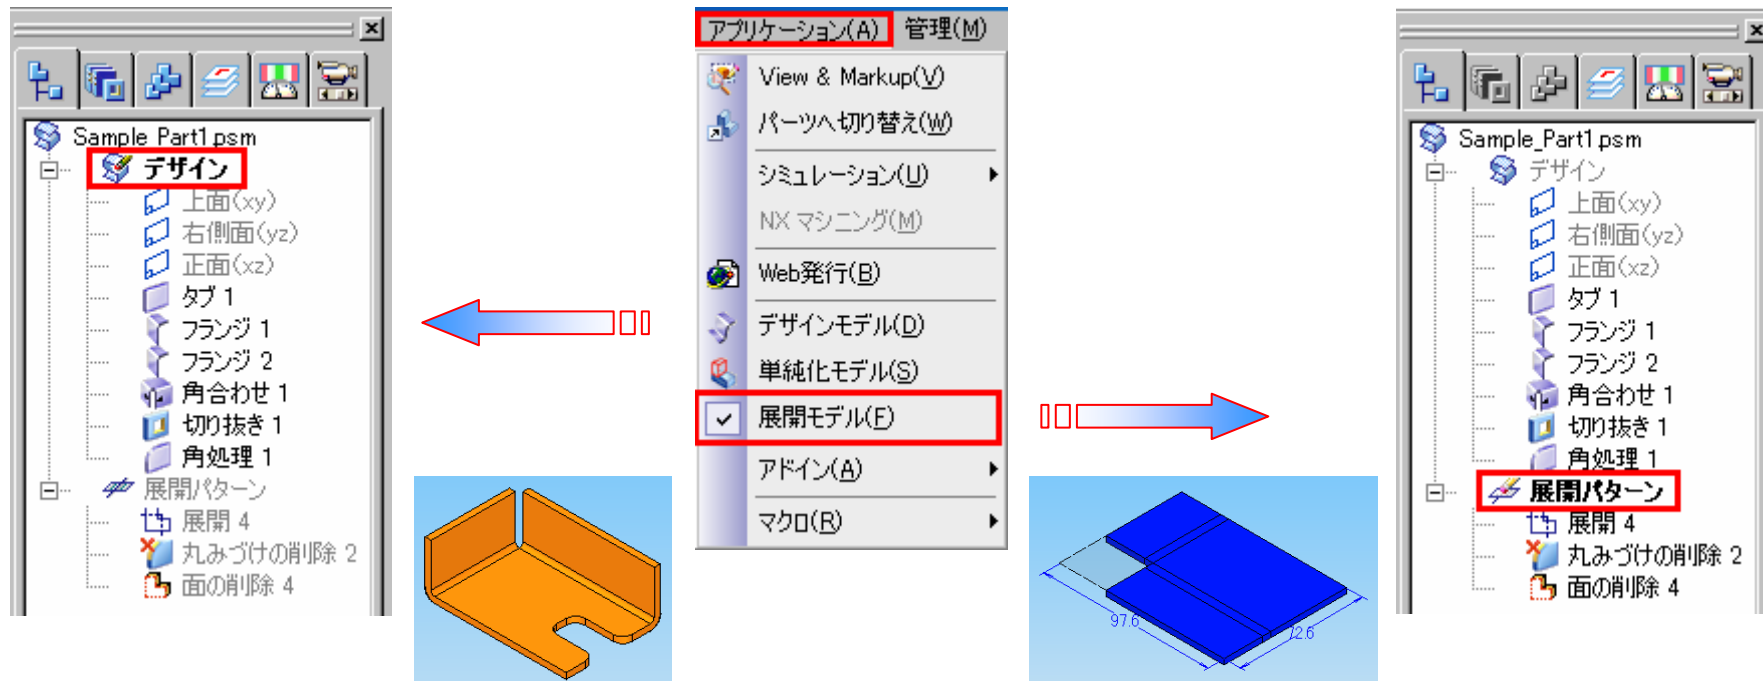 Sample_Part1.psm
デザイン
上面(xy)
右側面(yz)
正面(xz)
タブ 1
フランジ 1
フランジ 2
角合わせ 1
切り抜き 1
角処理 1
展開パターン
展開 4
丸みづけの削除 2
面の削除 4
アプリケーション(A) 管理(M)
View & Markup(V)
パーツへ切り替え(W)
シミュレーション(U)
NX マシニング(M)
Web発行(B)
デザインモデル(D)
単純化モデル(S)
展開モデル(F)
アドイン(A)
マクロ(R)
97.6
72.6
Sample_Part1.psm
デザイン
上面(xy)
右側面(yz)
正面(xz)
タブ 1
フランジ 1
フランジ 2
角合わせ 1
切り抜き 1
角処理 1
展開パターン
展開 4
丸みづけの削除 2
面の削除 4